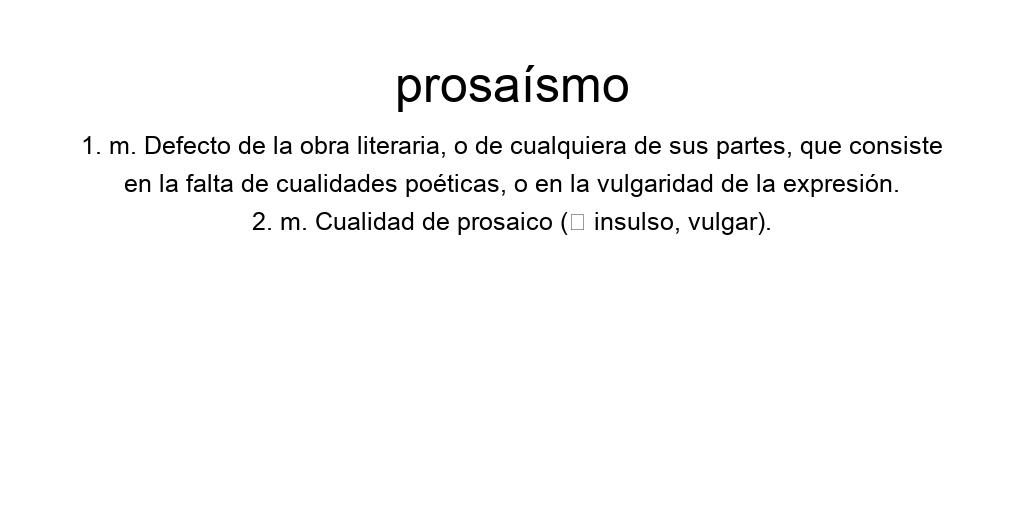 prosaísmo
1. m. Defecto de la obra literaria, o de cualquiera de sus partes, que consiste
en la falta de cualidades poéticas, o en la vulgaridad de la expresión.
2. m. Cualidad de prosaico (▯ insulso, vulgar).